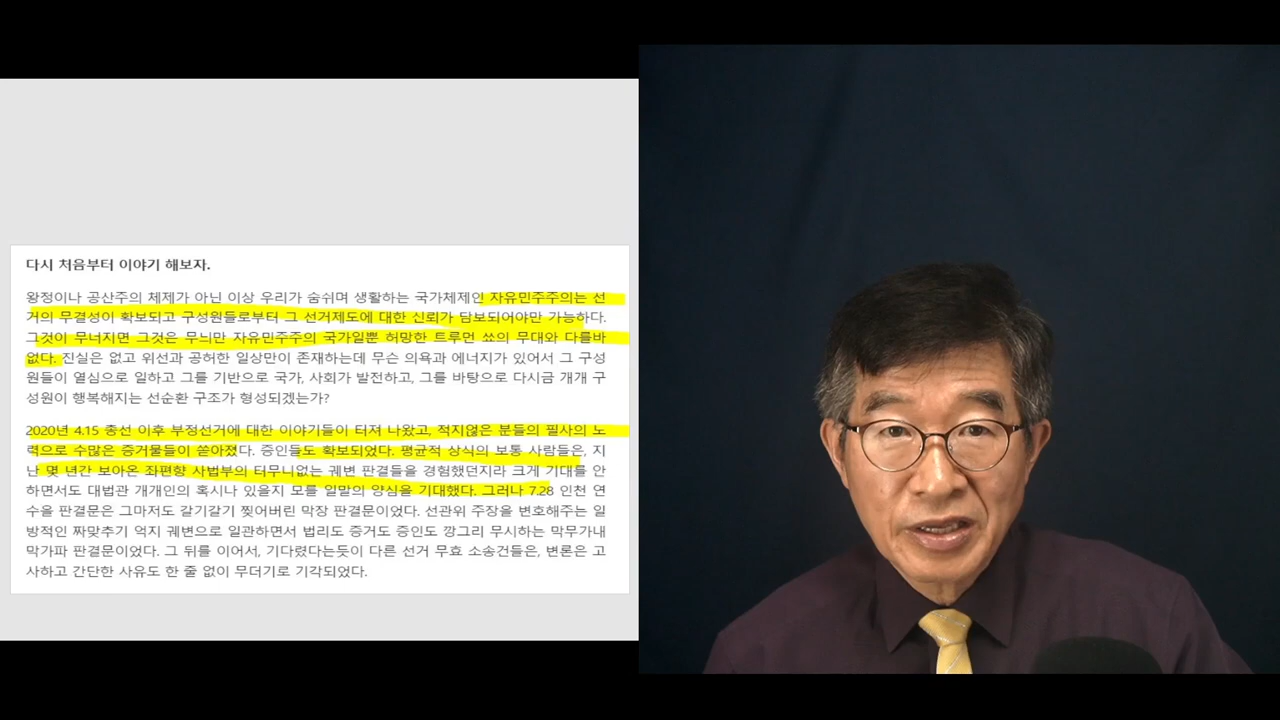 다시 처음부터 이야기 해보자.
왕정이나 공산주의 체제가 아닌 이상 우리가 숨쉬며 생활하는 국가체제인 자유민주주의는 선
거의 무결성이 확보되고 구성원들로부터 그 선거제도에 대한 신뢰가 담보되어야만 가능하다.
그것이 무너지면 그것은 무늬만 자유민주주의 국가일뿐 허망한 트루먼 쑈의 무대와 다를바
없다. 진실은 없고 위선과 공허한 일상만이 존재하는데 무슨 의욕과 에너지가 있어서 그 구성
원들이 열심으로 일하고 그를 기반으로 국가, 사회가 발전하고, 그를 바탕으로 다시금 개개 구
성원이 행복해지는 선순환 구조가 형성되겠는가?
2020년 4.15 총선 이후 부정선거에 대한 이야기들이 터져 나왔고, 적지않은 분들의 필사의 노
력으로 수많은 증거물들이 쏟아졌다. 증인들도 확보되었다. 평균적 상식의 보통 사람들은, 지
난 몇 년간 보아온 좌편향 사법부의 터무니없는 궤변 판결들을 경험했던지라 크게 기대를 안
하면서도 대법관 개개인의 혹시나 있을지 모를 일말의 양심을 기대했다. 그러나 7.28 인천 연
수을 판결문은 그마저도 갈기갈기 찢어버린 막장 판결문이었다. 선관위 주장을 변호해주는 일
방적인 짜맞추기 억지 궤변으로 일관하면서 법리도 증거도 증인도 깡그리 무시하는 막무가내
막가파 판결문이었다. 그 뒤를 이어서, 기다렸다는듯이 다른 선거 무효 소송건들은, 변론은 고
사하고 간단한 사유도 한 줄 없이 무더기로 기각되었다.